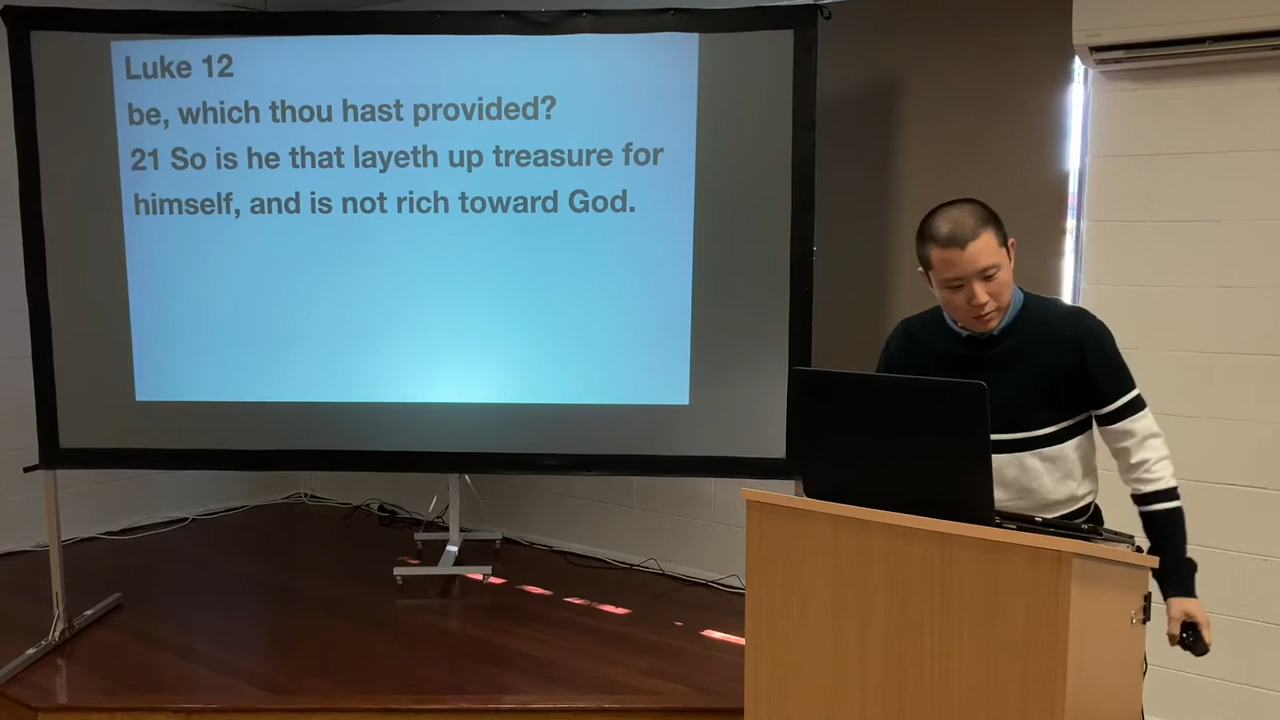 Luke 12
be, which thou hast provided?
21 So is he that layeth up treasure for
himself, and is not rich toward God.